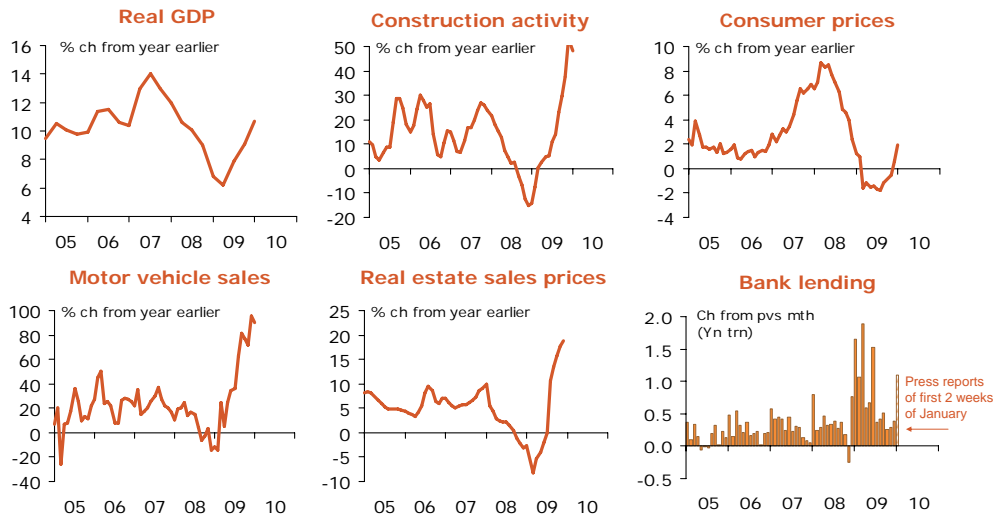 Real GDP
% ch from year earlier
16
14
12
10
8
6
4
05 06 07 08 09 10
Construction activity
% ch from year earlier
50
40
30
20
10
0
-10
-20
05 06 07 08 09 10
Consumer prices
% ch from year earlier
10
8
6
4
2
0
-2
-4
05 06 07 08 09 10
Motor vehicle sales
% ch from year earlier
100
80
60
40
20
0
-20
-40
05 06 07 08 09 10
Real estate sales prices
% ch from year earlier
25
20
15
10
5
0
-5
-10
05 06 07 08 09 10
Bank lending
Ch from pvs mth
(Yn trn)
2.0
1.5
1.0
0.5
0.0
-0.5
Press reports
of first 2 weeks
of January
05 06 07 08 09 10